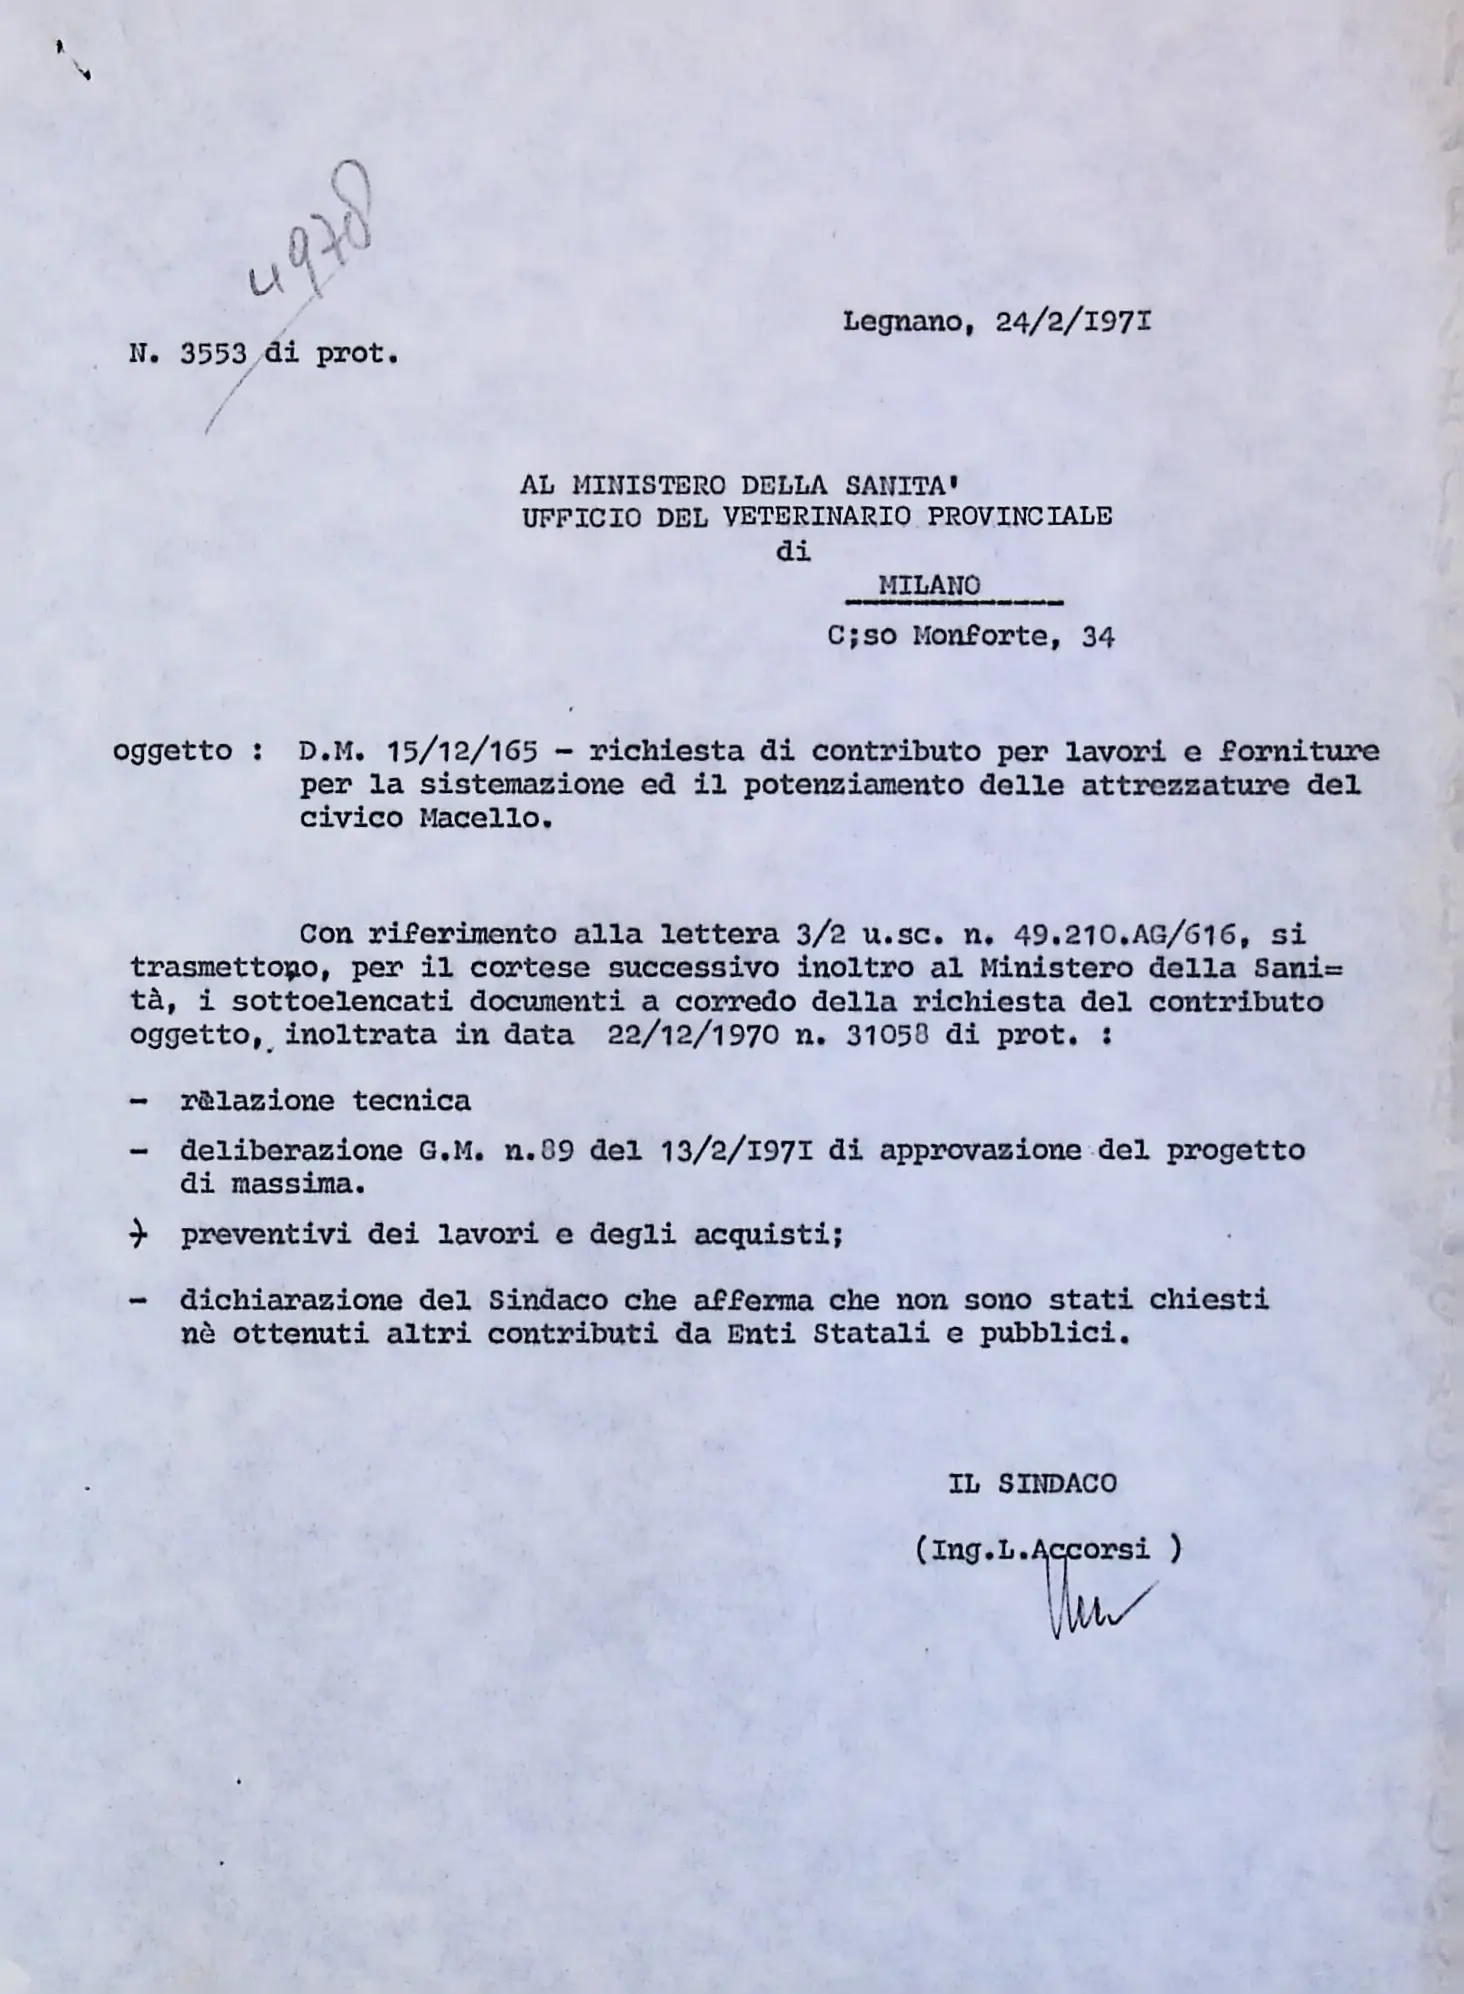 4978
Legnano, 24/2/I97I
N. 3553 di prot.
AL MINISTERO DELLA SANITA'
UFFICIO DEL VETERINARIO PROVINCIALE
di
MILANO
C;so Monforte, 34
oggetto : D.M. 15/12/165 - richiesta di contributo per lavori e forniture
per la sistemazione ed il potenziamento delle attrezzature del
civico Macello.
Con riferimento alla lettera 3/2 u.sc. n. 49.210.AG/616, si
trasmettono, per il cortese successivo inoltro al Ministero della Sani=
tà, i sottoelencati documenti a corredo della richiesta del contributo
oggetto, inoltrata in data 22/12/1970 n. 31058 di prot. :
- relazione tecnica
- deliberazione G.M. n.89 del 13/2/I97I di approvazione del progetto
di massima.
- preventivi dei lavori e degli acquisti;
- dichiarazione del Sindaco che afferma che non sono stati chiesti
nè ottenuti altri contributi da Enti Statali e pubblici.
IL SINDACO
(Ing.L.Accorsi )